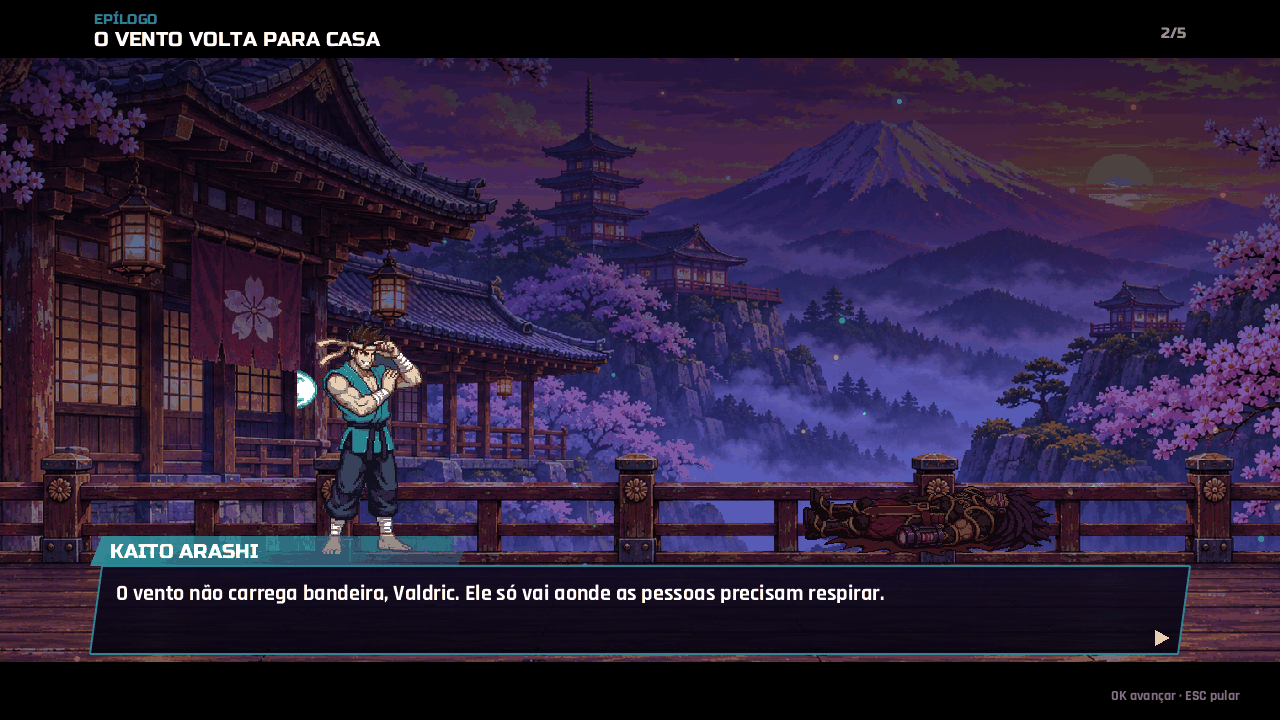 EPÍLOGO
O VENTO VOLTA PARA CASA
2/5
KAITO ARASHI
O vento não carrega bandeira, Valdric. Ele só vai aonde as pessoas precisam respirar.
OK avançar · ESC pular